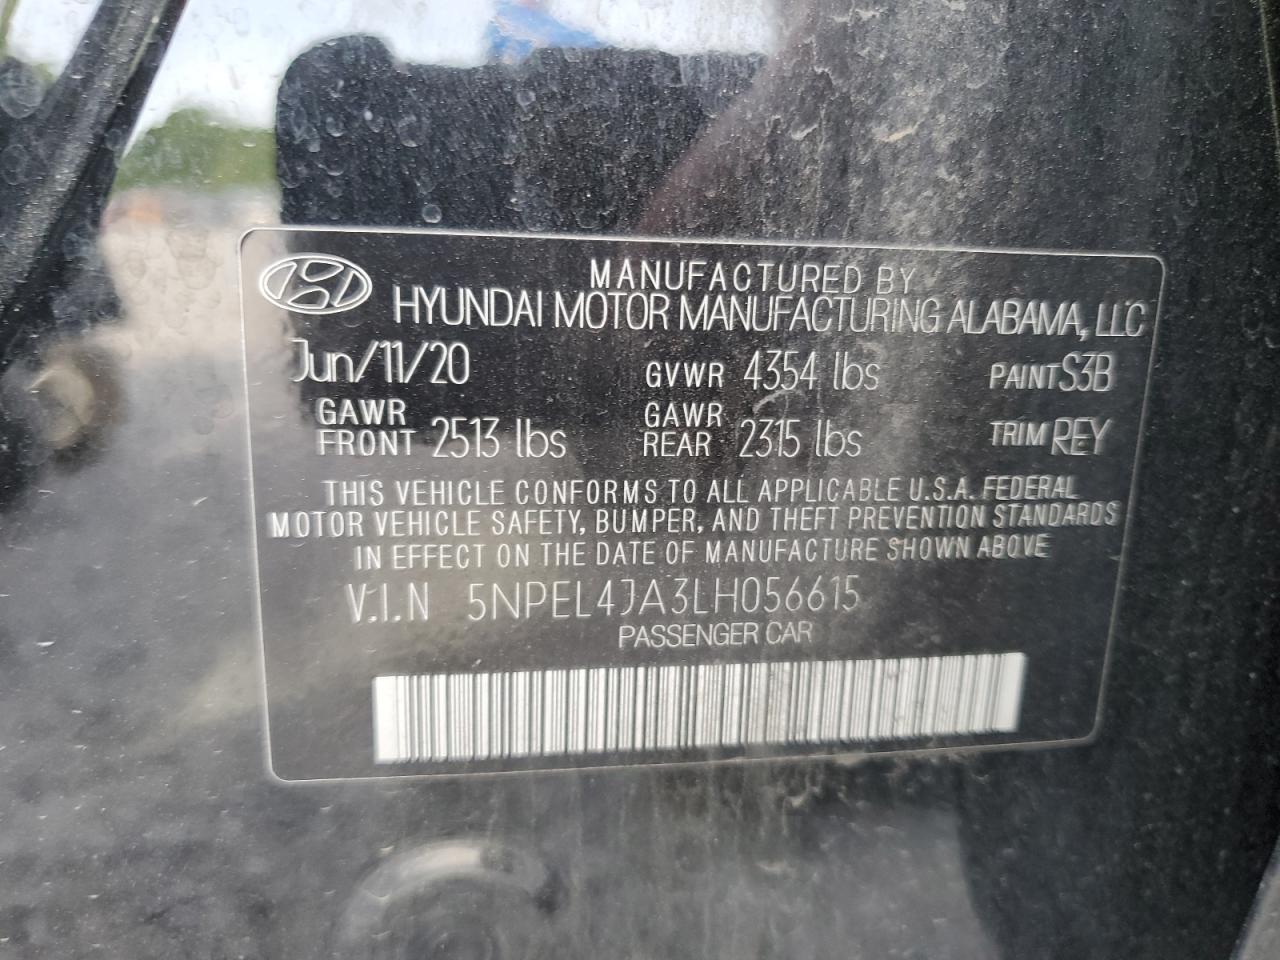 MANUFACTURED BY
HYUNDAI MOTOR MANUFACTURING ALABAMA, LLC
Jun/11/20 GVWR 4354 lbs PAINT S3B
GAWR FRONT 2513 lbs GAWR REAR 2315 lbs TRIM REY
THIS VEHICLE CONFORMS TO ALL APPLICABLE U.S.A. FEDERAL
MOTOR VEHICLE SAFETY, BUMPER, AND THEFT PREVENTION STANDARDS
IN EFFECT ON THE DATE OF MANUFACTURE SHOWN ABOVE
V.I.N 5NPEL4JA3LH056615
PASSENGER CAR